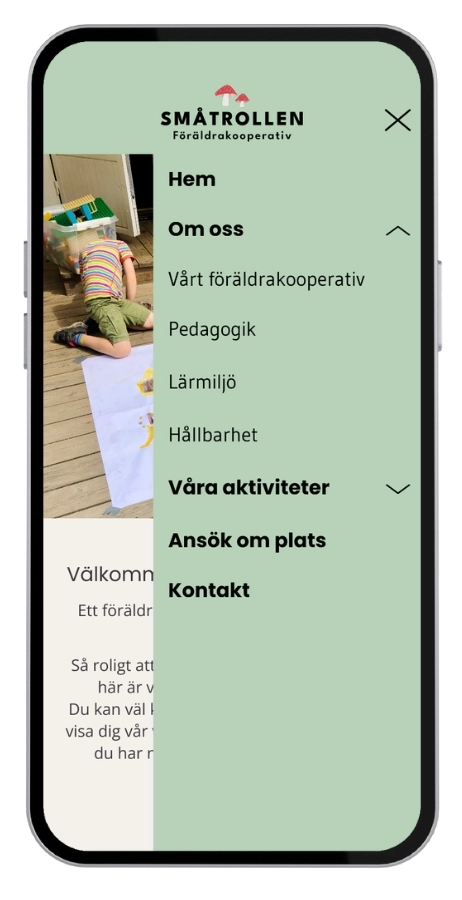 SMÅTROLLEN
Föräldrakooperativ
Hem
Om oss
Vårt föräldrakooperativ
Pedagogik
Lärmiljö
Hållbarhet
Våra aktiviteter
Ansök om plats
Kontakt
Välkomn
Ett föräldr
Så roligt att
här är v
Du kan väl k
visa dig vår
du har